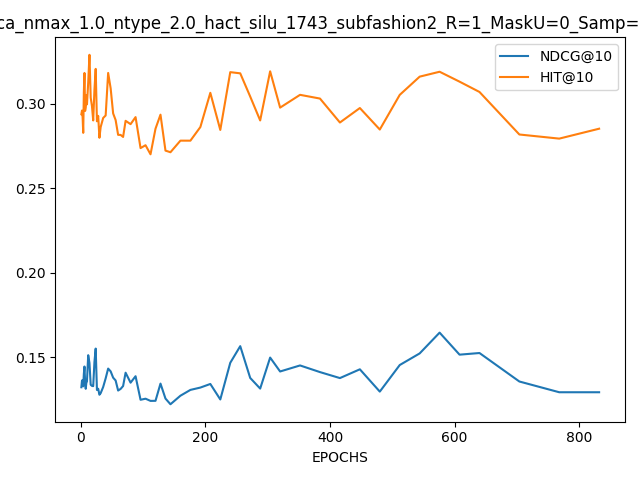 ca_nmax_1.0_ntype_2.0_hact_silu_1743_subfashion2_R=1_MaskU=0_Samp=
NDCG@10
HIT@10
0.30
0.25
0.20
0.15
0 200 400 600 800
EPOCHS